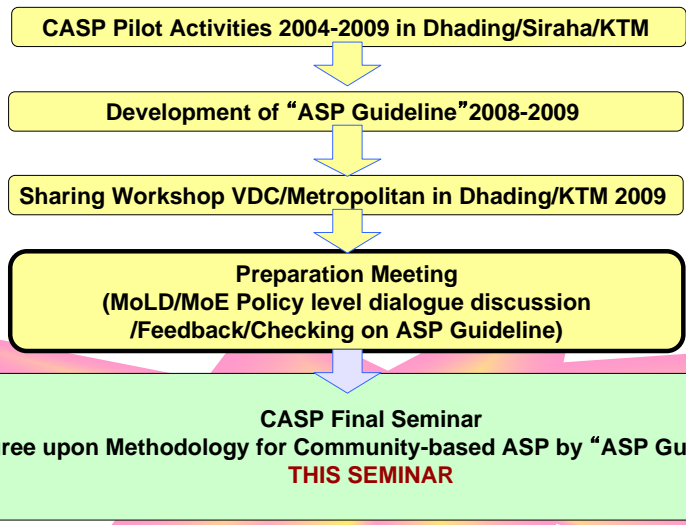 CASP Pilot Activities 2004-2009 in Dhading/Siraha/KTM
Development of “ASP Guideline”2008-2009
Sharing Workshop VDC/Metropolitan in Dhading/KTM 2009
Preparation Meeting
(MoLD/MoE Policy level dialogue discussion
/Feedback/Checking on ASP Guideline)
CASP Final Seminar
upon Methodology for Community-based ASP by “ASP
THIS SEMINAR